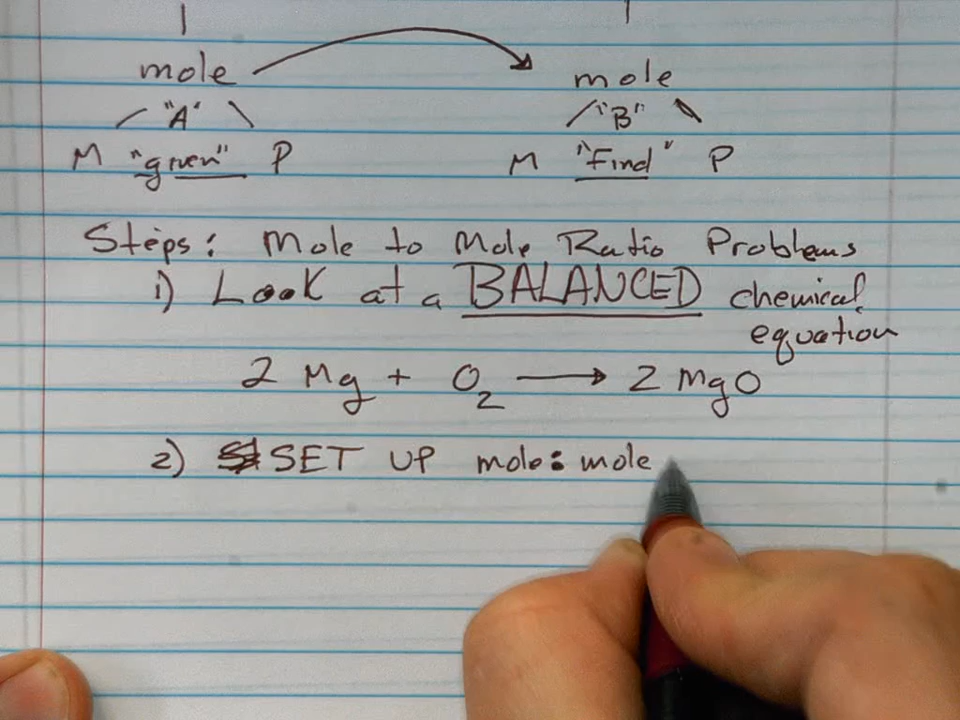 mole mole
"A" "B"
M "given" P M "Find" P
Steps: Mole to Mole Ratio Problems
1) Look at a BALANCED chemical
equation
2 Mg + O2 → 2 MgO
2) SET UP mole: mole